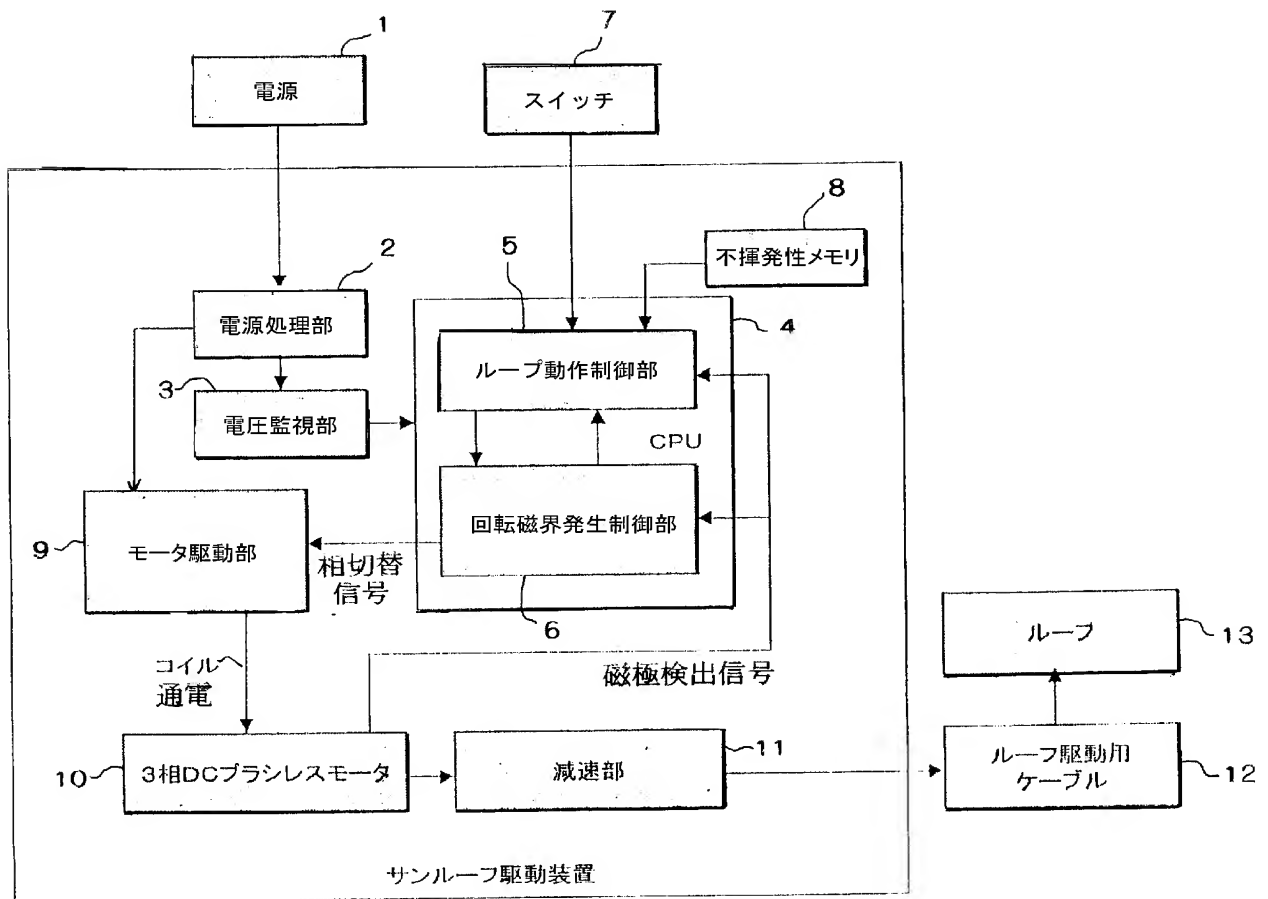 1
電源
7
スイッチ
8
不揮発性メモリ
2
電源処理部
5
4
ループ動作制御部
3
電圧監視部
CPU
回転磁界発生制御部
9
モータ駆動部
相切替
信号
6
ループ
13
コイル
通電
磁極検出信号
10
3相DCブラシレスモータ
減速部
11
ルーフ駆動用
ケーブル
12
サンルーフ駆動装置